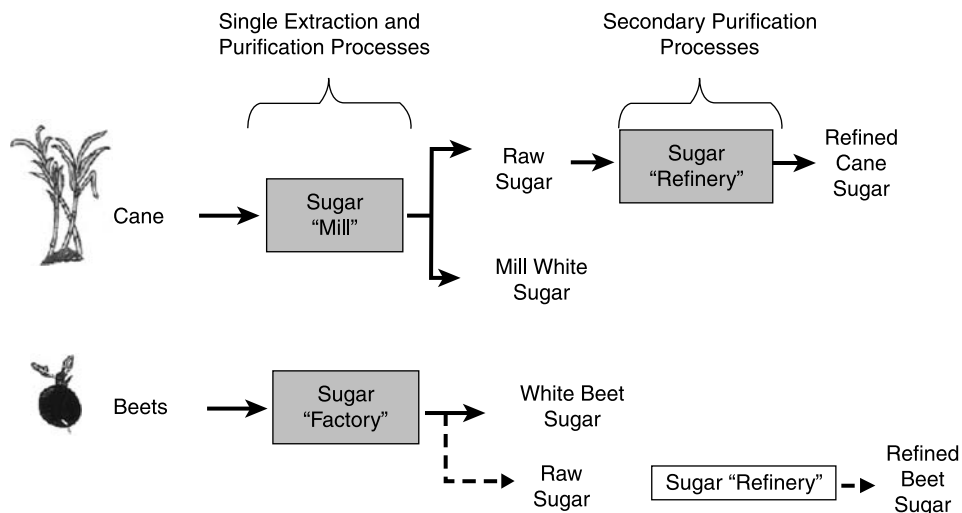 Single Extraction and
Purification Processes
Secondary Purification
Processes
Cane
Sugar
“Mill”
Raw
Sugar
Mill White
Sugar
Sugar
“Refinery”
Refined
Cane
Sugar
Beets
Sugar
“Factory”
White Beet
Sugar
Raw
Sugar
Sugar “Refinery”
Refined
Beet
Sugar